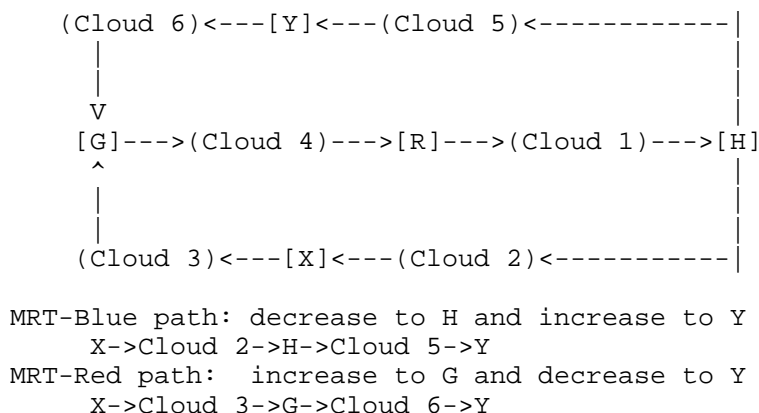 (Cloud 6)<---[Y]<---(Cloud 5)<------------|
|                                         |
|                                         |
V                                         |
[G]--->(Cloud 4)--->[R]--->(Cloud 1)--->[H]
^                                         |
|                                         |
|                                         |
(Cloud 3)<---[X]<---(Cloud 2)<-----------|
MRT-Blue path: decrease to H and increase to Y
X->Cloud 2->H->Cloud 5->Y
MRT-Red path:  increase to G and decrease to Y
X->Cloud 3->G->Cloud 6->Y